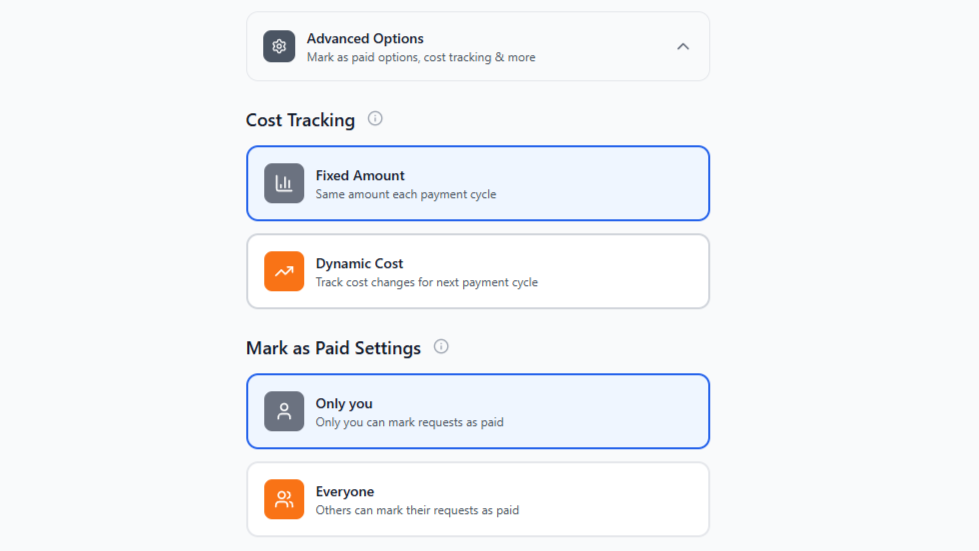 Advanced Options
Mark as paid options, cost tracking & more
Cost Tracking
Fixed Amount
Same amount each payment cycle
Dynamic Cost
Track cost changes for next payment cycle
Mark as Paid Settings
Only you
Only you can mark requests as paid
Everyone
Others can mark their requests as paid